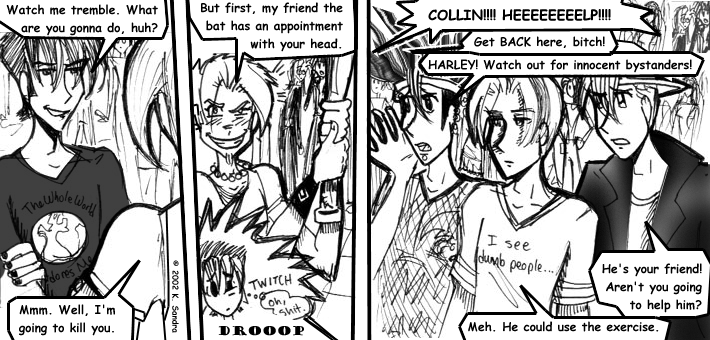 Watch me tremble. What
are you gonna do, huh?
The Whole World
adores Me
Mmm. Well, I'm
going to kill you.
© 2002 K. Sandra
But first, my friend the
bat has an appointment
with your head.
TWITCH
oh,
shit.
DROOOP
COLLIN!!!! HEEEEEEEELP!!!!
Get BACK here, bitch!
HARLEY! Watch out for innocent bystanders!
I see
dumb people...
He's your friend!
Aren't you going
to help him?
Meh. He could use the exercise.